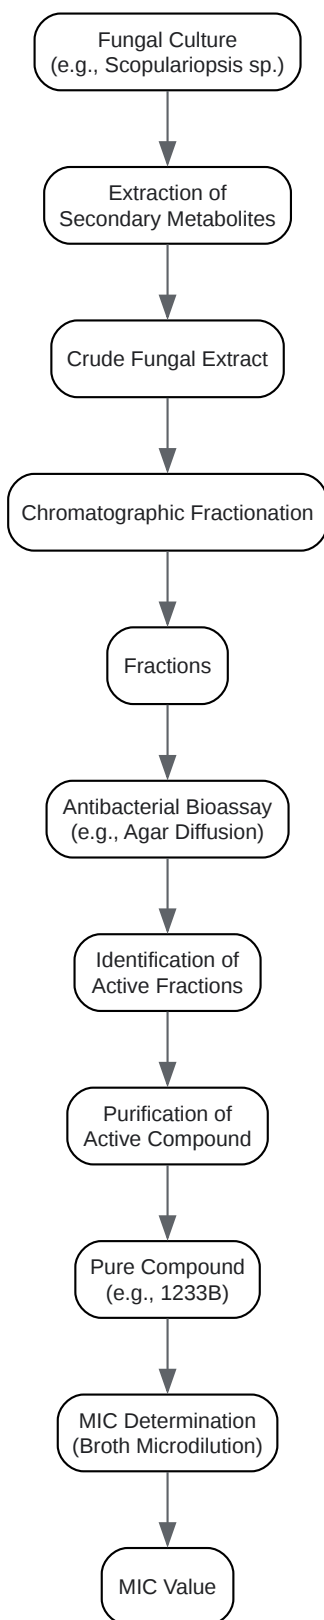 Fungal Culture
(e.g., Scopulariopsis sp.)
Extraction of
Secondary Metabolites
Crude Fungal Extract
Chromatographic Fractionation
Fractions
Antibacterial Bioassay
(e.g., Agar Diffusion)
Identification of
Active Fractions
Purification of
Active Compound
Pure Compound
(e.g., 1233B)
MIC Determination
(Broth Microdilution)
MIC Value